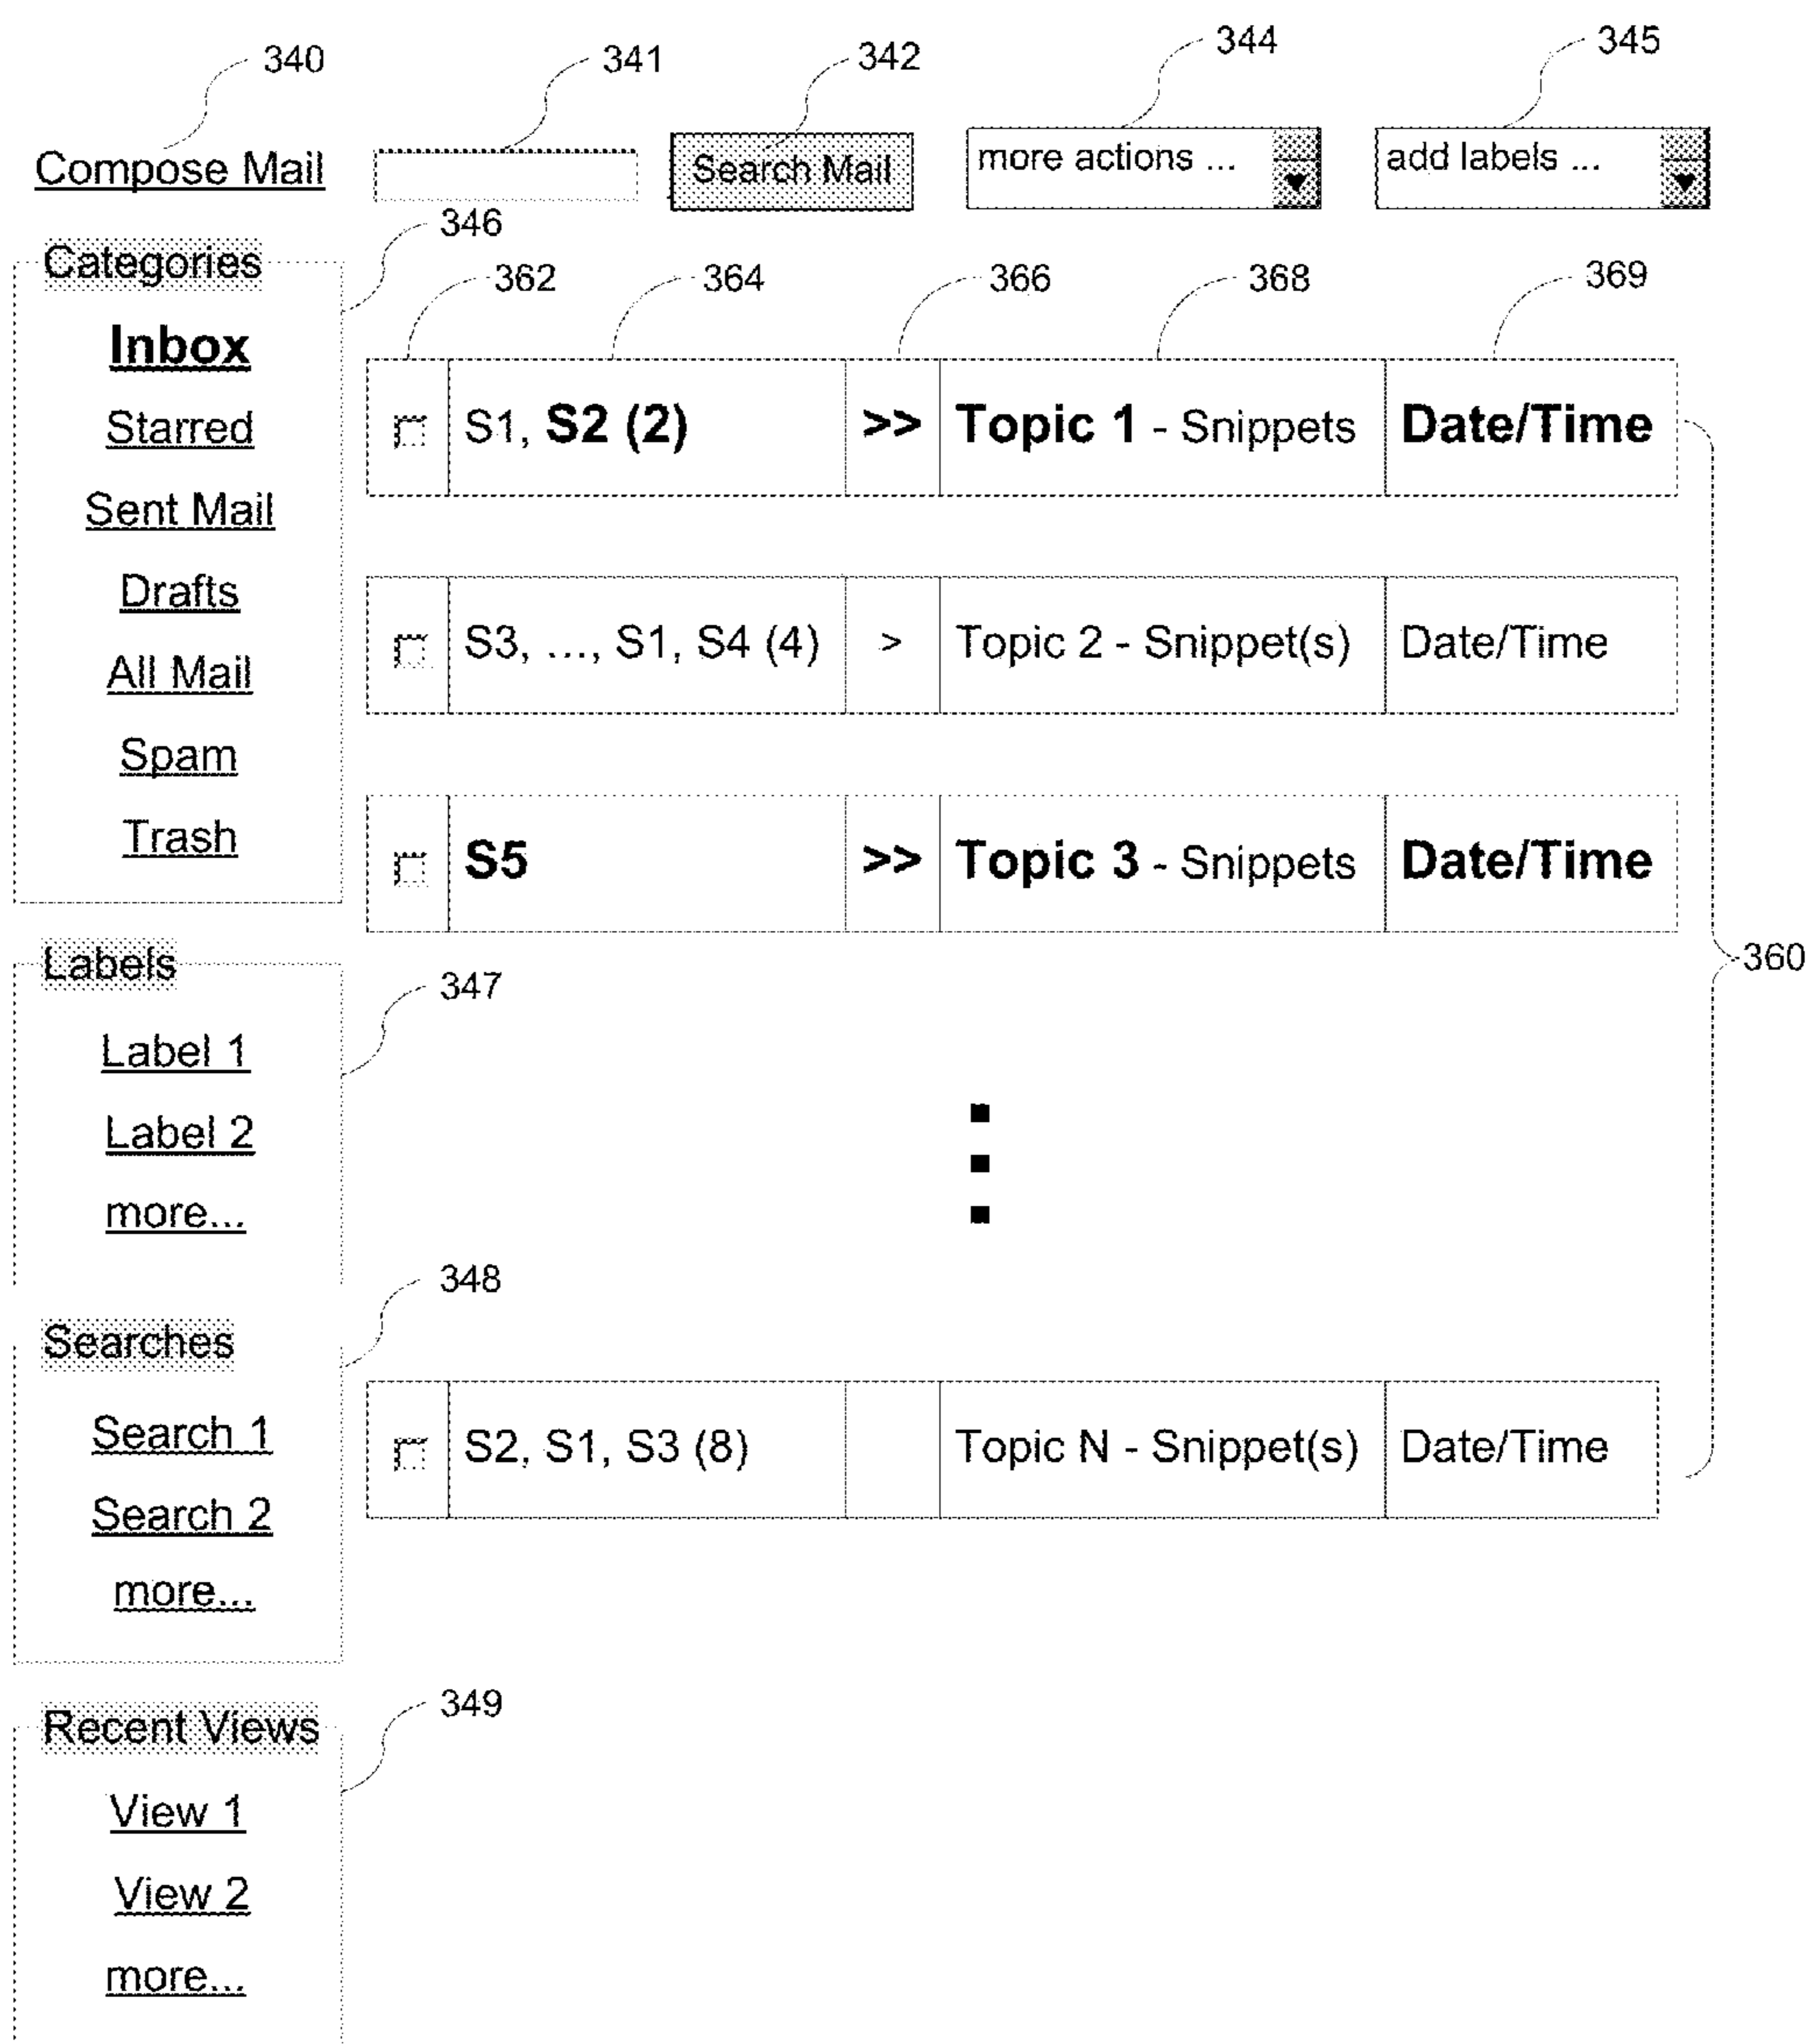 340 341 342 344 345
Compose Mail Search Mail more actions ... add labels ...
346
Categories
362 364 366 368 369
Inbox
S1, S2 (2) >> Topic 1 - Snippets Date/Time
Starred
Sent Mail
Drafts
S3, ..., S1, S4 (4) > Topic 2 - Snippet(s) Date/Time
All Mail
Spam
Trash
S5 >> Topic 3 - Snippets Date/Time
360
Labels
347
Label 1
Label 2
more...
348
Searches
Search 1
S2, S1, S3 (8) Topic N - Snippet(s) Date/Time
Search 2
more...
349
Recent Views
View 1
View 2
more...